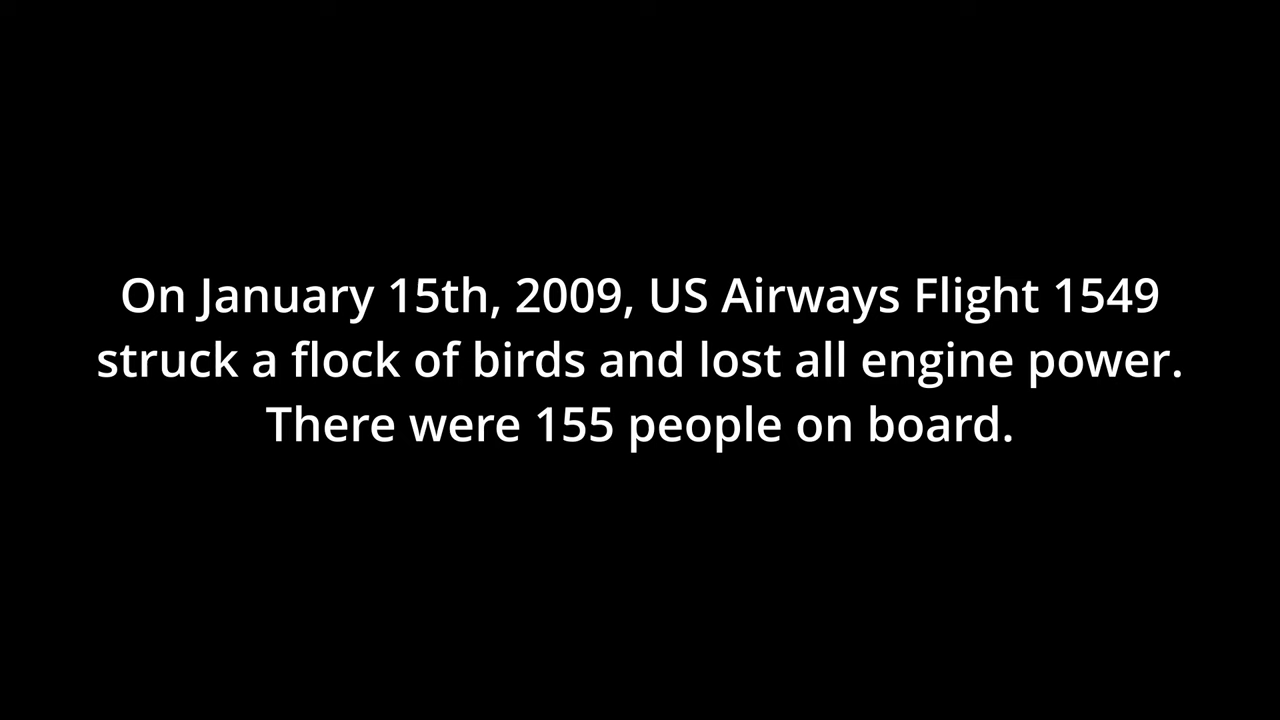 On January 15th, 2009, US Airways Flight 1549
struck a flock of birds and lost all engine power.
There were 155 people on board.